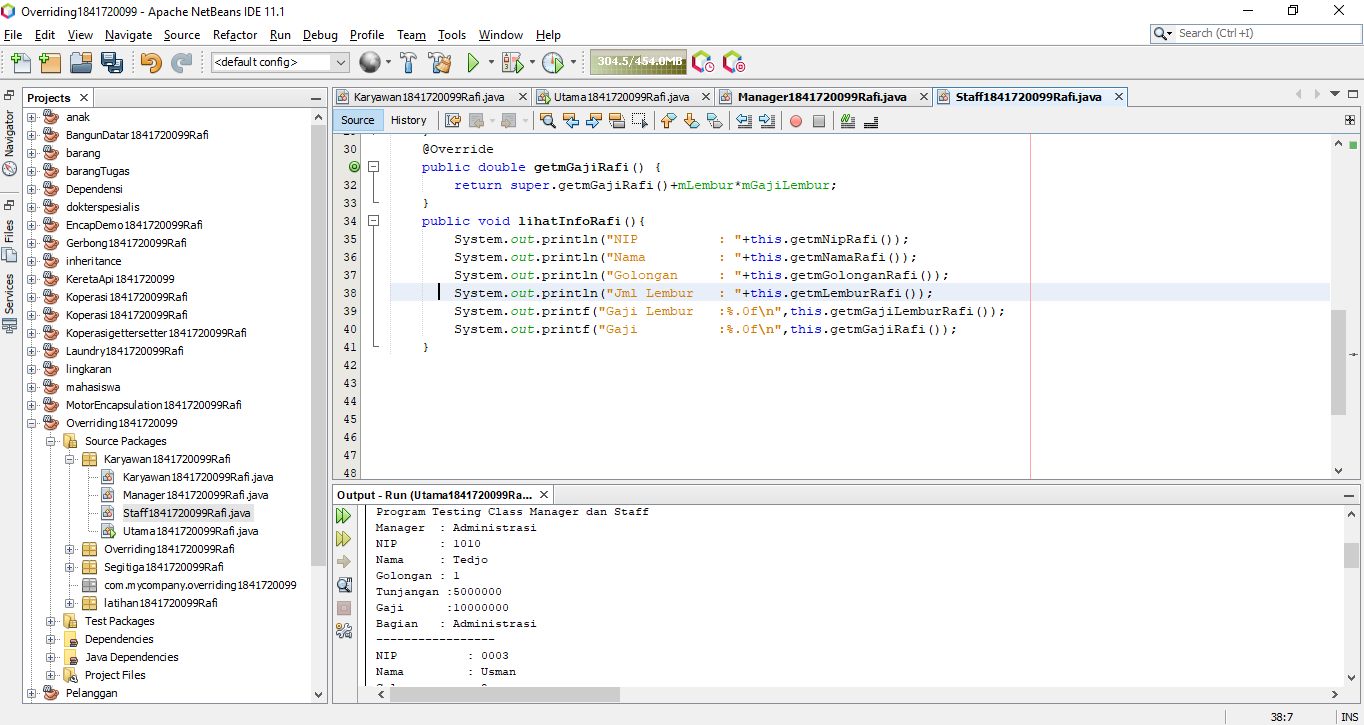 Overriding1841720099 - Apache NetBeans IDE 11.1
File Edit View Navigate Source Refactor Run Debug Profile Team Tools Window Help
Search (Ctrl+I)
<default config>
304.5/454.0MB
Projects
Navigator
Files
Services
anak
BangunDatar1841720099Rafi
barang
barangTugas
Dependensi
dokterspesialis
EncapDemo1841720099Rafi
Gerbong1841720099Rafi
inheritance
KeretaApi1841720099
Koperasi1841720099Rafi
Koperasi1841720099Rafi
Koperasigettersetter1841720099Rafi
Laundry1841720099Rafi
lingkaran
mahasiswa
MotorEncapsulation1841720099Rafi
Overriding1841720099
Source Packages
Karyawan1841720099Rafi
Karyawan1841720099Rafi.java
Manager1841720099Rafi.java
Staff1841720099Rafi.java
Utama1841720099Rafi.java
Overriding1841720099Rafi
Segitiga1841720099Rafi
com.mycompany.overriding1841720099
latihan1841720099Rafi
Test Packages
Dependencies
Java Dependencies
Project Files
Pelanggan
Karyawan1841720099Rafi.java Utama1841720099Rafi.java Manager1841720099Rafi.java Staff1841720099Rafi.java
Source History
30 @Override
public double getmGajiRafi() {
32 return super.getmGajiRafi()+mLembur*mGajiLembur;
33 }
34 public void lihatInfoRafi(){
35 System.out.println("NIP : "+this.getmNipRafi());
36 System.out.println("Nama : "+this.getmNamaRafi());
37 System.out.println("Golongan : "+this.getmGolonganRafi());
38 System.out.println("Jml Lembur : "+this.getmLemburRafi());
39 System.out.printf("Gaji Lembur :%.0f\n",this.getmGajiLemburRafi());
40 System.out.printf("Gaji :%.0f\n",this.getmGajiRafi());
41 }
42
43
44
45
46
47
48
Output - Run (Utama1841720099Ra...
Program Testing Class Manager dan Staff
Manager : Administrasi
NIP : 1010
Nama : Tedjo
Golongan : 1
Tunjangan :5000000
Gaji :10000000
Bagian : Administrasi
-----------------
NIP : 0003
Nama : Usman
38:7 INS